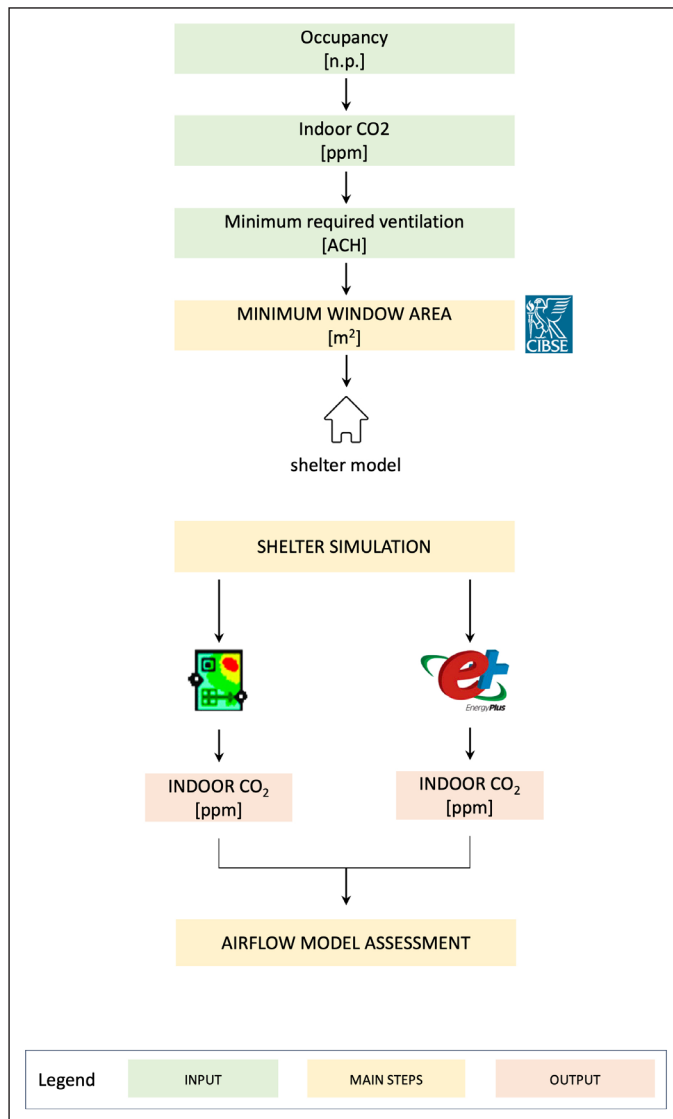 Occupancy
[n.p.]
Indoor CO2
[ppm]
Minimum required ventilation
[ACH]
MINIMUM WINDOW AREA
[m²]
CIBSE
shelter model
SHELTER SIMULATION
e+
EnergyPlus
INDOOR CO₂
[ppm]
INDOOR CO₂
[ppm]
AIRFLOW MODEL ASSESSMENT
Legend
INPUT
MAIN STEPS
OUTPUT